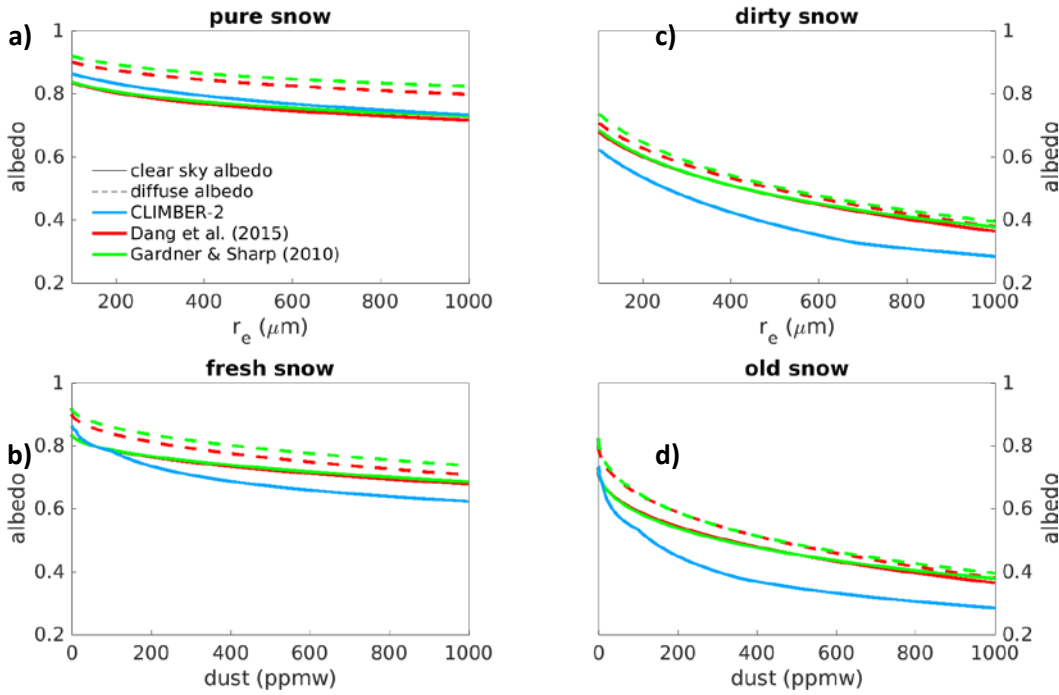 a)
pure snow
1
0.8
0.6
0.4
0.2
albedo
clear sky albedo
diffuse albedo
CLIMBER-2
Dang et al. (2015)
Gardner & Sharp (2010)
200 400 600 800 1000
r_e (μm)
c)
dirty snow
1
0.8
0.6
0.4
0.2
albedo
200 400 600 800 1000
r_e (μm)
b)
fresh snow
1
0.8
0.6
0.4
0.2
albedo
0 200 400 600 800 1000
dust (ppmw)
d)
old snow
1
0.8
0.6
0.4
0.2
albedo
0 200 400 600 800 1000
dust (ppmw)